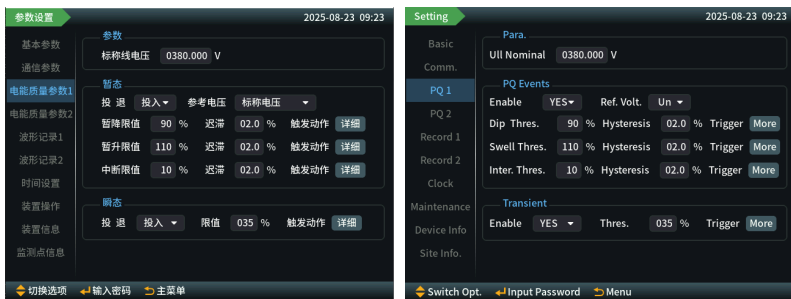 参数设置 2025-08-23 09:23
基本参数
通信参数
电能质量参数1
电能质量参数2
波形记录1
波形记录2
时间设置
装置操作
装置信息
监测点信息
参数
标称线电压 0380.000 V
暂态
投 退 投入 参考电压 标称电压
暂降限值 90 % 迟滞 02.0 % 触发动作 详细
暂升限值 110 % 迟滞 02.0 % 触发动作 详细
中断限值 10 % 迟滞 02.0 % 触发动作 详细
瞬态
投 退 投入 限值 035 % 触发动作 详细
切换选项 输入密码 主菜单
Setting 2025-08-23 09:23
Basic
Comm.
PQ 1
PQ 2
Record 1
Record 2
Clock
Maintenance
Device Info
Site Info.
Para.
Ull Nominal 0380.000 V
PQ Events
Enable YES Ref. Volt. Un
Dip Thres. 90 % Hysteresis 02.0 % Trigger More
Swell Thres. 110 % Hysteresis 02.0 % Trigger More
Inter. Thres. 10 % Hysteresis 02.0 % Trigger More
Transient
Enable YES Thres. 035 % Trigger More
Switch Opt. Input Password Menu